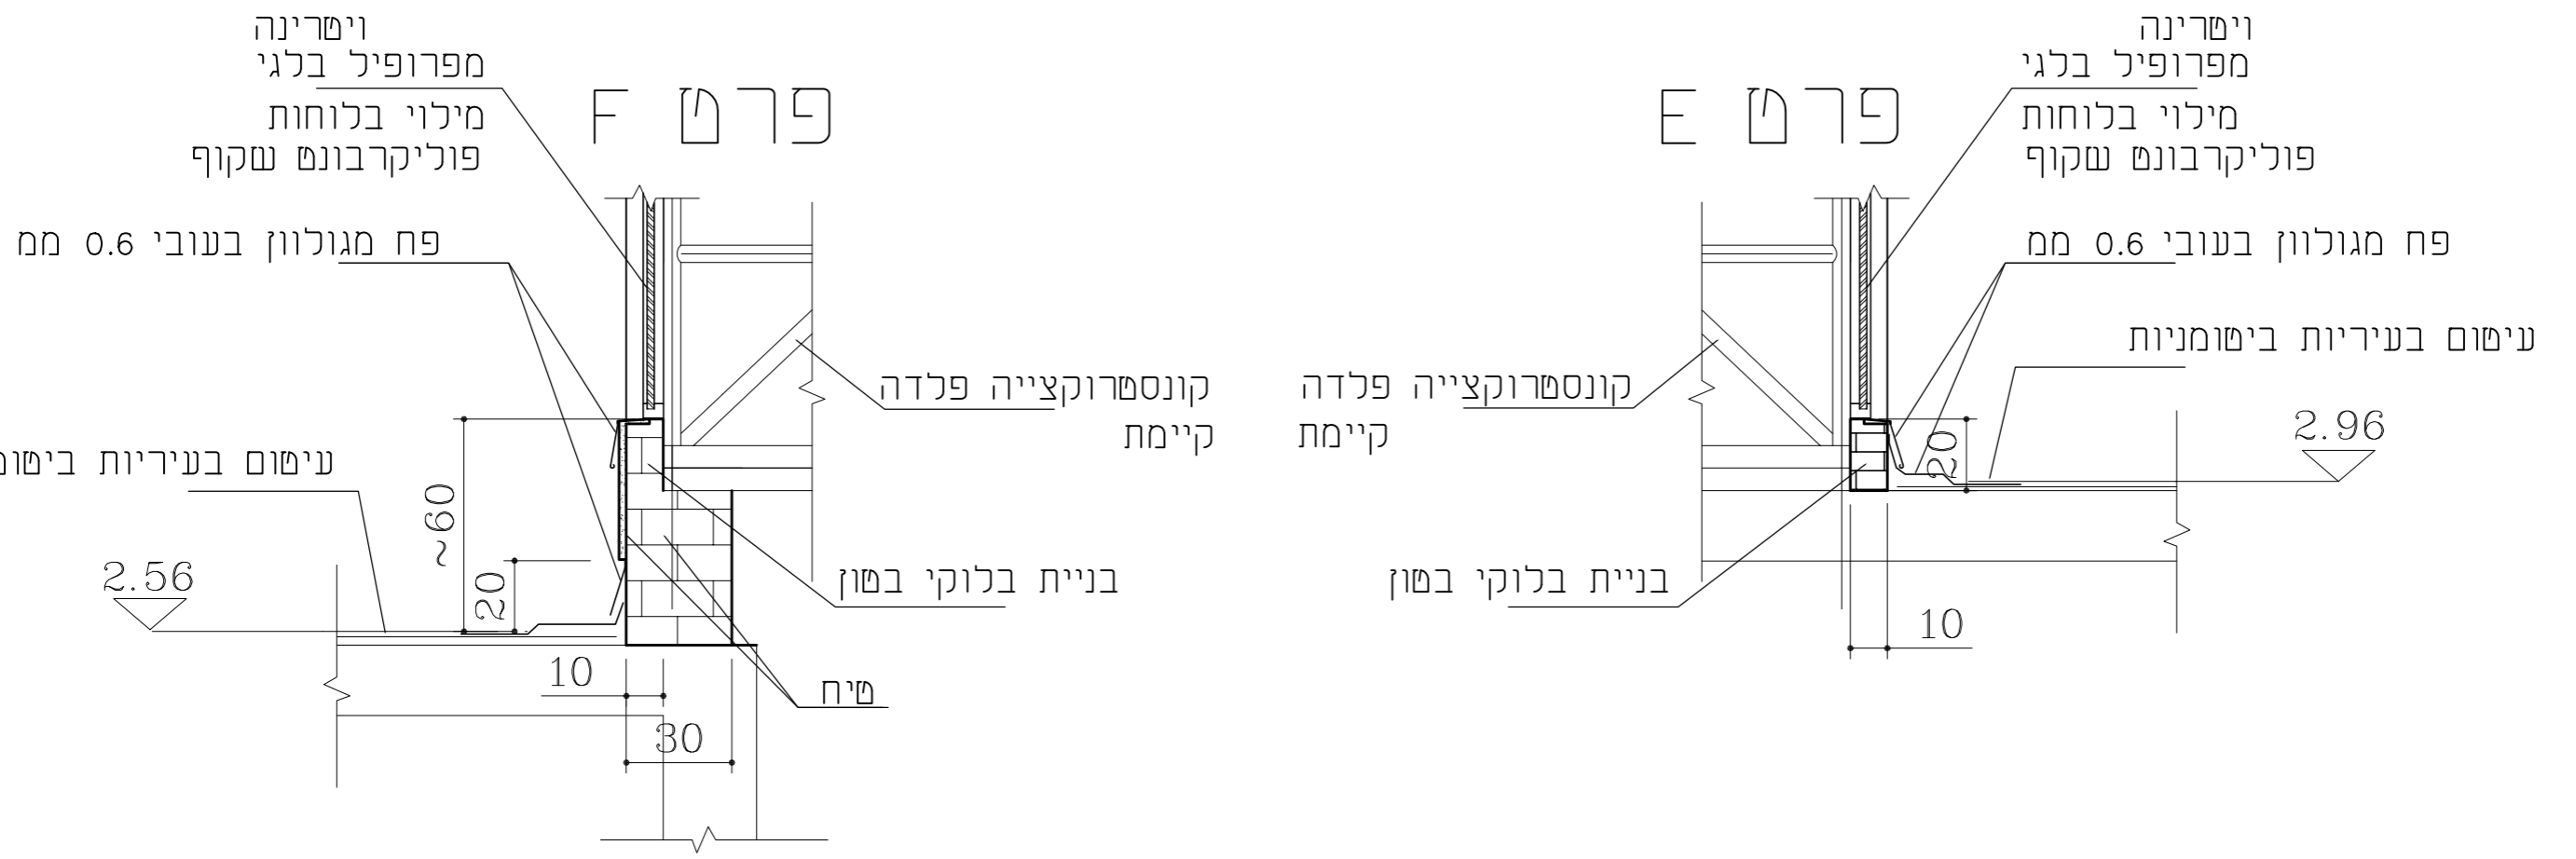 פרט E
ויטרינה
מפרופיל בלגי
מילוי בלוחות
פוליקרבונט שקוף
פח מגולוון בעובי 0.6 ממ
עיטום בעיריות ביטומניות
2.96
20
קונסטרוקצייה פלדה
קיימת
בניית בלוקי בטון
10
פרט F
ויטרינה
מפרופיל בלגי
מילוי בלוחות
פוליקרבונט שקוף
פח מגולוון בעובי 0.6 ממ
קונסטרוקצייה פלדה
קיימת
עיטום בעיריות
~60
20
2.56
בניית בלוקי בטון
10
טיח
30